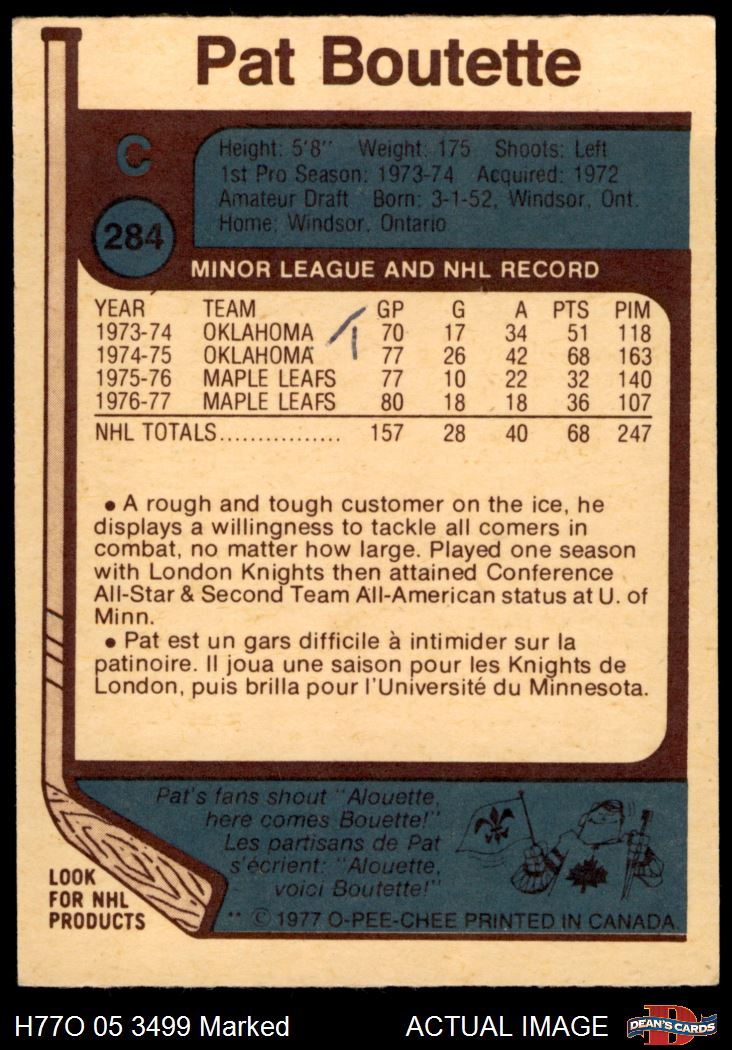 Pat Boutette
C
284
Height: 5'8" Weight: 175 Shoots: Left
1st Pro Season: 1973-74 Acquired: 1972
Amateur Draft Born: 3-1-52, Windsor, Ont.
Home: Windsor, Ontario
MINOR LEAGUE AND NHL RECORD
YEAR TEAM GP G A PTS PIM
1973-74 OKLAHOMA 70 17 34 51 118
1974-75 OKLAHOMA 77 26 42 68 163
1975-76 MAPLE LEAFS 77 10 22 32 140
1976-77 MAPLE LEAFS 80 18 18 36 107
NHL TOTALS................ 157 28 40 68 247
• A rough and tough customer on the ice, he
displays a willingness to tackle all comers in
combat, no matter how large. Played one season
with London Knights then attained Conference
All-Star & Second Team All-American status at U. of
Minn.
• Pat est un gars difficile à intimider sur la
patinoire. Il joua une saison pour les Knights de
London, puis brilla pour l'Université du Minnesota.
Pat's fans shout "Alouette,
here comes Bouette!"
Les partisans de Pat
s'écrient: "Alouette,
voici Boutette!"
LOOK
FOR NHL
PRODUCTS
** © 1977 O-PEE-CHEE PRINTED IN CANADA.
H77O 05 3499 Marked ACTUAL IMAGE DEAN'S CARDS